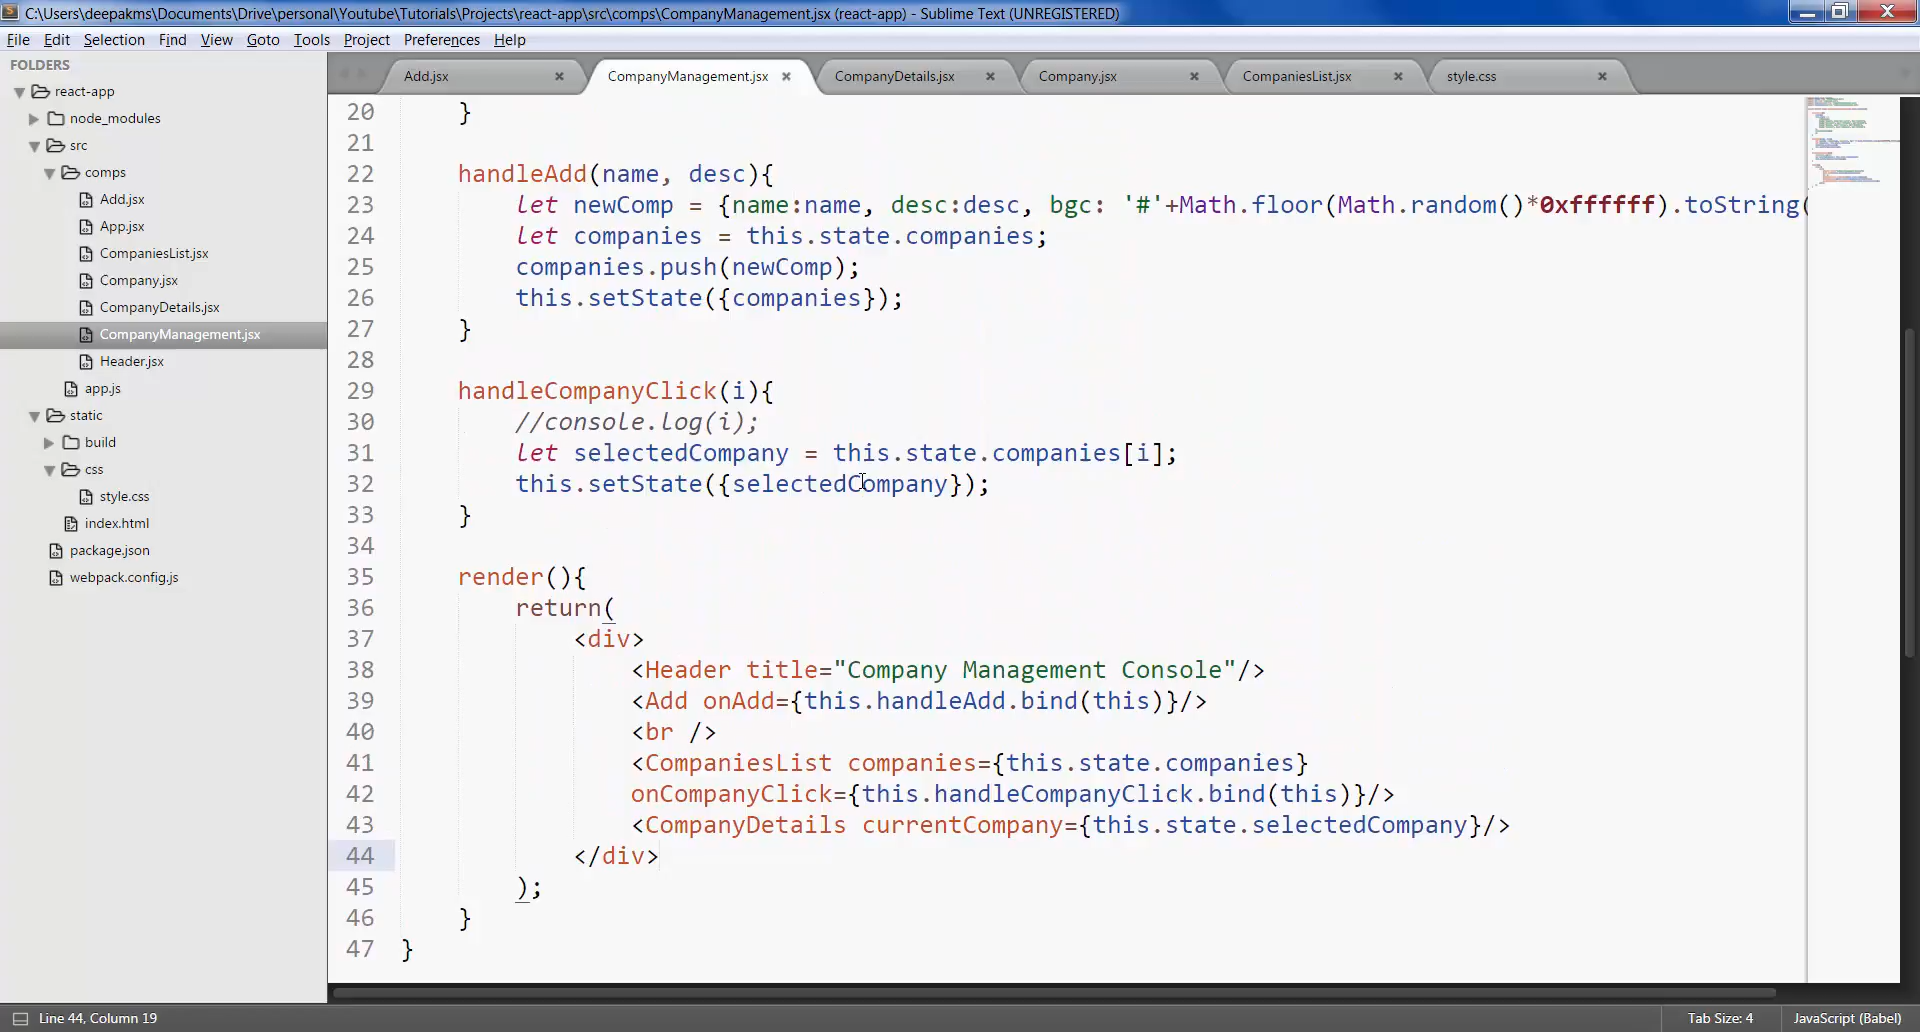 C:\Users\deepakms\Documents\Drive\personal\Youtube\Tutorials\Projects\react-app\src\comps\CompanyManagement.jsx (react-app) - Sublime Text (UNREGISTERED)
File Edit Selection Find View Goto Tools Project Preferences Help
FOLDERS
react-app
node_modules
src
comps
Add.jsx
App.jsx
CompaniesList.jsx
Company.jsx
CompanyDetails.jsx
CompanyManagement.jsx
Header.jsx
app.js
static
build
css
style.css
index.html
package.json
webpack.config.js
Add.jsx CompanyManagement.jsx CompanyDetails.jsx Company.jsx CompaniesList.jsx style.css
20 }
21
22 handleAdd(name, desc){
23 let newComp = {name:name, desc:desc, bgc: '#'+Math.floor(Math.random()*0xffffff).toString(
24 let companies = this.state.companies;
25 companies.push(newComp);
26 this.setState({companies});
27 }
28
29 handleCompanyClick(i){
30 //console.log(i);
31 let selectedCompany = this.state.companies[i];
32 this.setState({selectedCompany});
33 }
34
35 render(){
36 return(
37 <div>
38 <Header title="Company Management Console"/>
39 <Add onAdd={this.handleAdd.bind(this)}/>
40 <br />
41 <CompaniesList companies={this.state.companies}
42 onCompanyClick={this.handleCompanyClick.bind(this)}/>
43 <CompanyDetails currentCompany={this.state.selectedCompany}/>
44 </div>
45 );
46 }
47 }
Line 44, Column 19
Tab Size: 4
JavaScript (Babel)